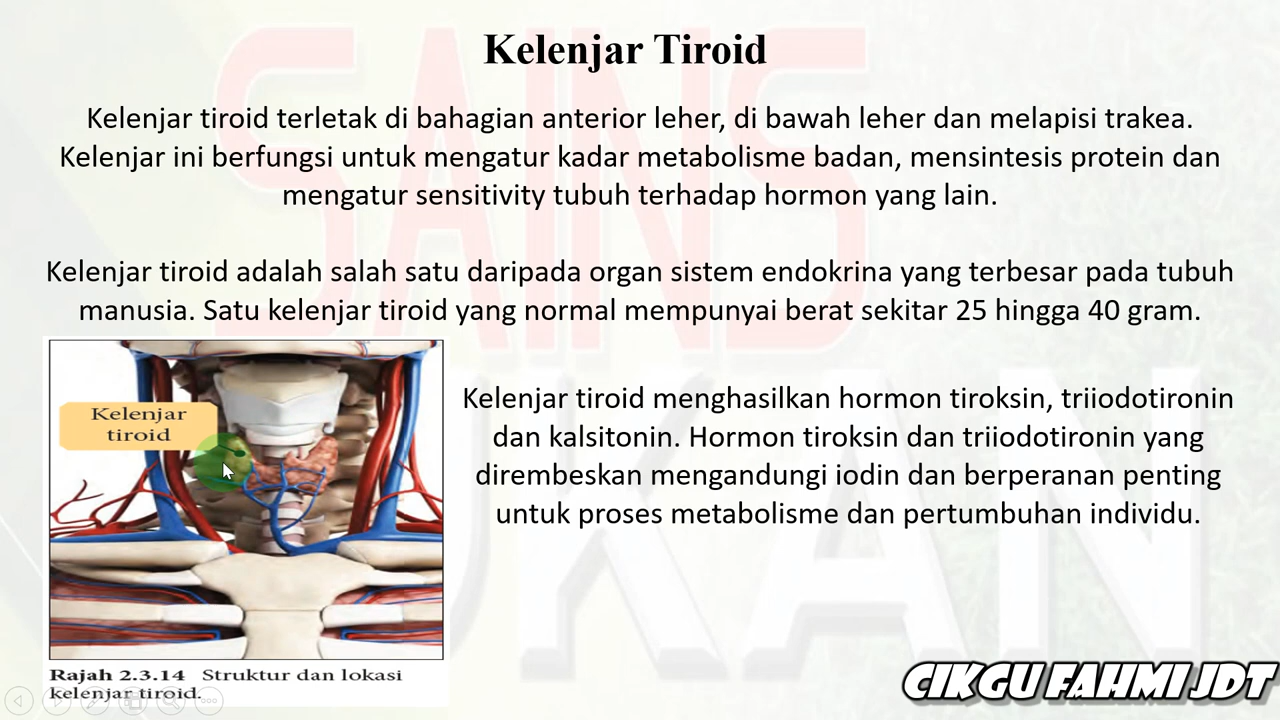 Kelenjar Tiroid
Kelenjar tiroid terletak di bahagian anterior leher, di bawah leher dan melapisi trakea.
Kelenjar ini berfungsi untuk mengatur kadar metabolisme badan, mensintesis protein dan
mengatur sensitivity tubuh terhadap hormon yang lain.
Kelenjar tiroid adalah salah satu daripada organ sistem endokrina yang terbesar pada tubuh
manusia. Satu kelenjar tiroid yang normal mempunyai berat sekitar 25 hingga 40 gram.
Kelenjar
tiroid
Kelenjar tiroid menghasilkan hormon tiroksin, triiodotironin
dan kalsitonin. Hormon tiroksin dan triiodotironin yang
dirembeskan mengandungi iodin dan berperanan penting
untuk proses metabolisme dan pertumbuhan individu.
Rajah 2.3.14 Struktur dan lokasi
kelenjar tiroid.
SAINS
UKAN
CIKGU FAHMI JDT